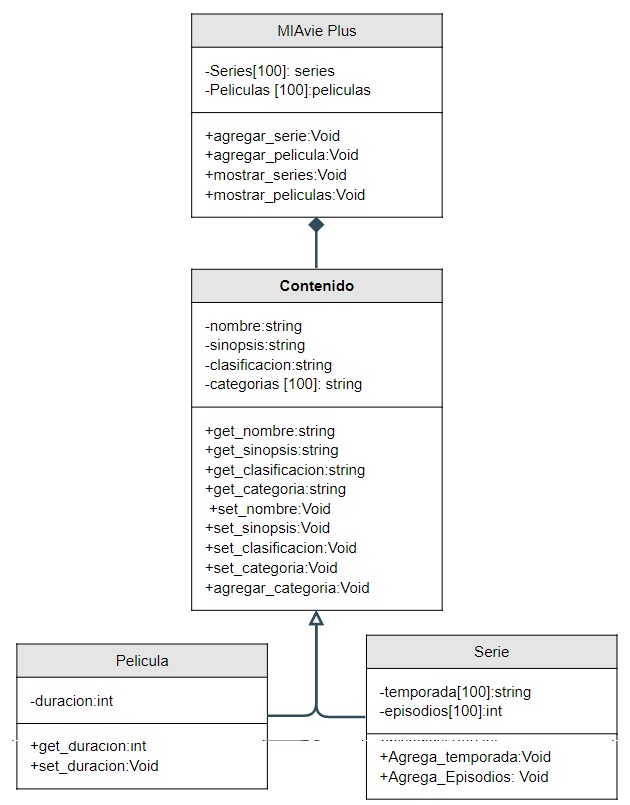 MIAvie Plus
-Series[100]: series
-Peliculas [100]:peliculas
+agregar_serie:Void
+agregar_pelicula:Void
+mostrar_series:Void
+mostrar_peliculas:Void
Contenido
-nombre:string
-sinopsis:string
-clasificacion:string
-categorias [100]: string
+get_nombre:string
+get_sinopsis:string
+get_clasificacion:string
+get_categoria:string
+set_nombre:Void
+set_sinopsis:Void
+set_clasificacion:Void
+set_categoria:Void
+agregar_categoria:Void
Pelicula
-duracion:int
+get_duracion:int
+set_duracion:Void
Serie
-temporada[100]:string
-episodios[100]:int
+Agrega_temporada:Void
+Agrega_Episodios: Void